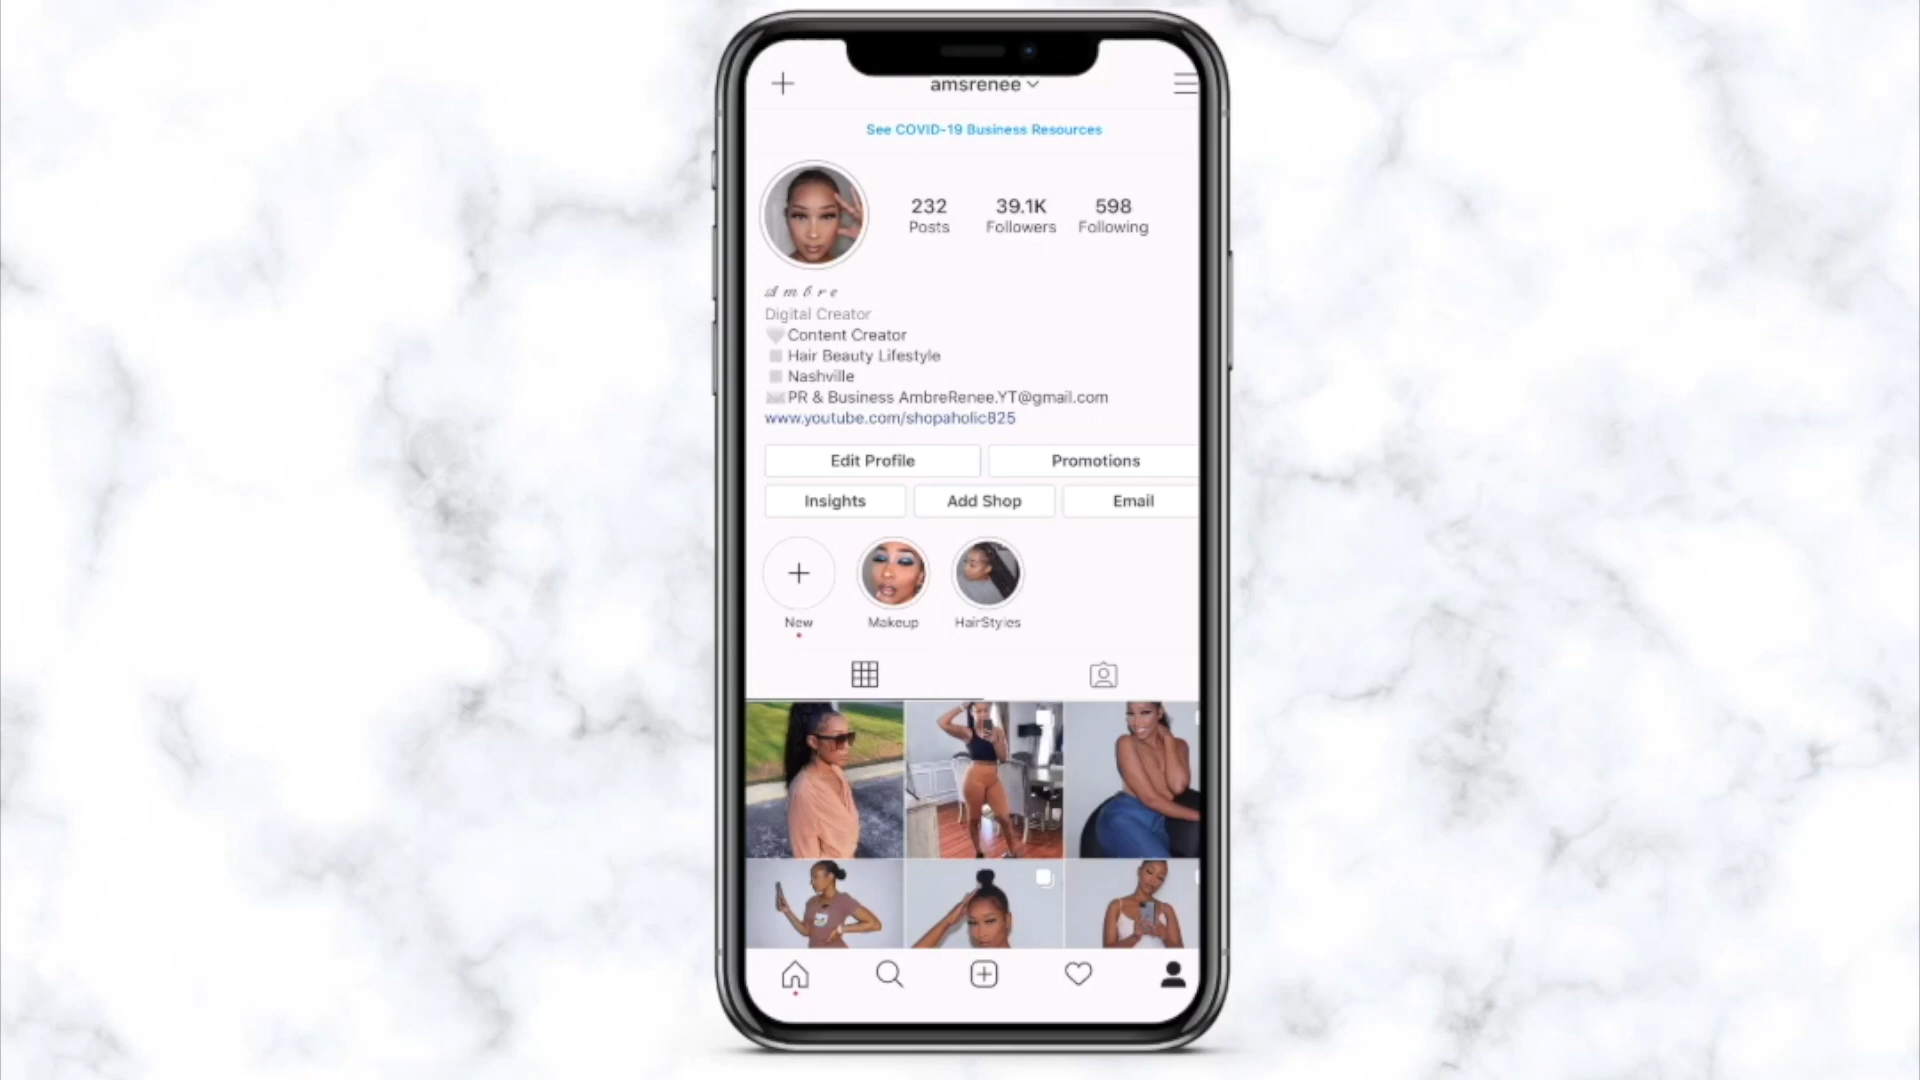 amsrenee
See COVID-19 Business Resources
232 39.1K 598
Posts Followers Following
𝒜 𝓂 𝒷 𝓇 ℯ
Digital Creator
Content Creator
Hair Beauty Lifestyle
Nashville
PR & Business AmbreRenee.YT@gmail.com
www.youtube.com/shopaholic825
Edit Profile Promotions
Insights Add Shop Email
New Makeup HairStyles